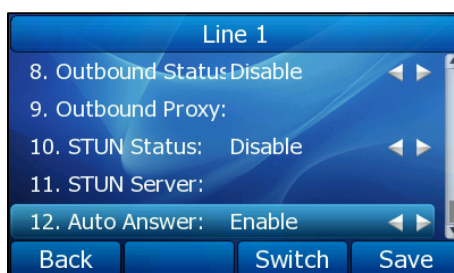 Line 1
8. Outbound Status Disable
9. Outbound Proxy:
10. STUN Status: Disable
11. STUN Server:
12. Auto Answer: Enable
Back Switch Save